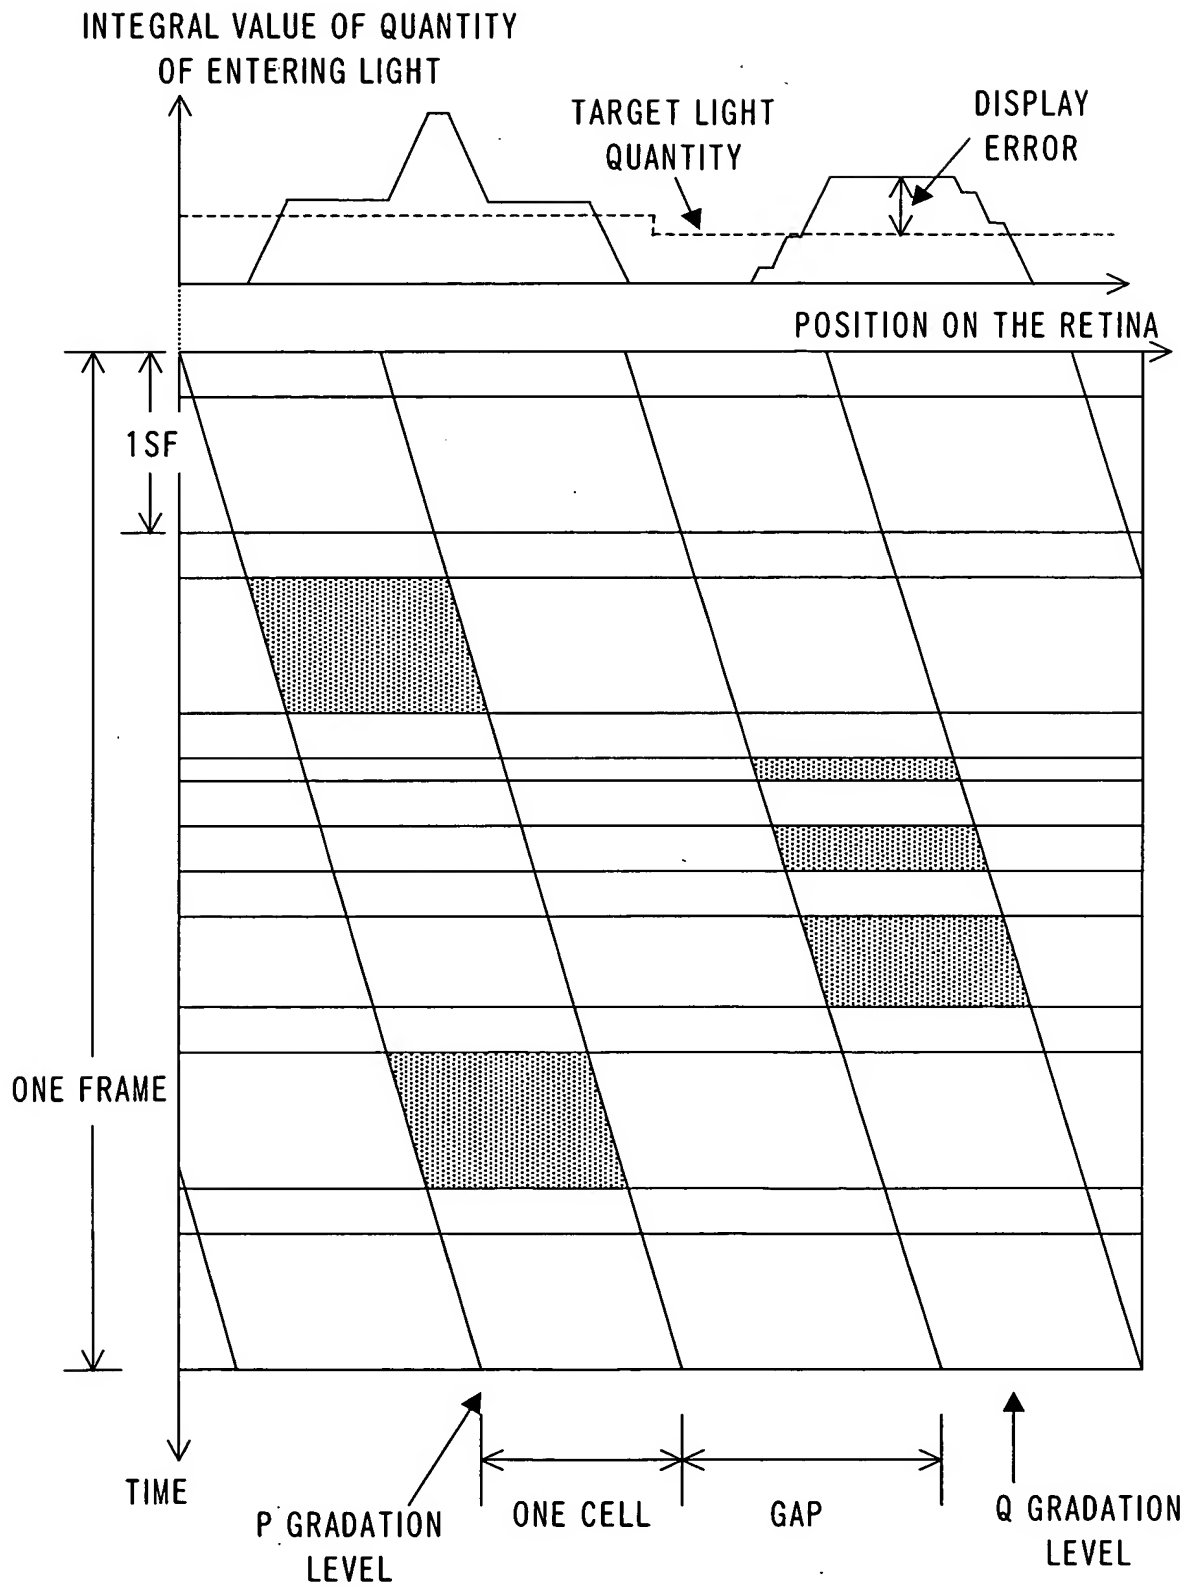 INTEGRAL VALUE OF QUANTITY
OF ENTERING LIGHT
TARGET LIGHT
QUANTITY
DISPLAY
ERROR
POSITION ON THE RETINA
1SF
ONE FRAME
TIME
P GRADATION
LEVEL
ONE CELL
GAP
Q GRADATION
LEVEL